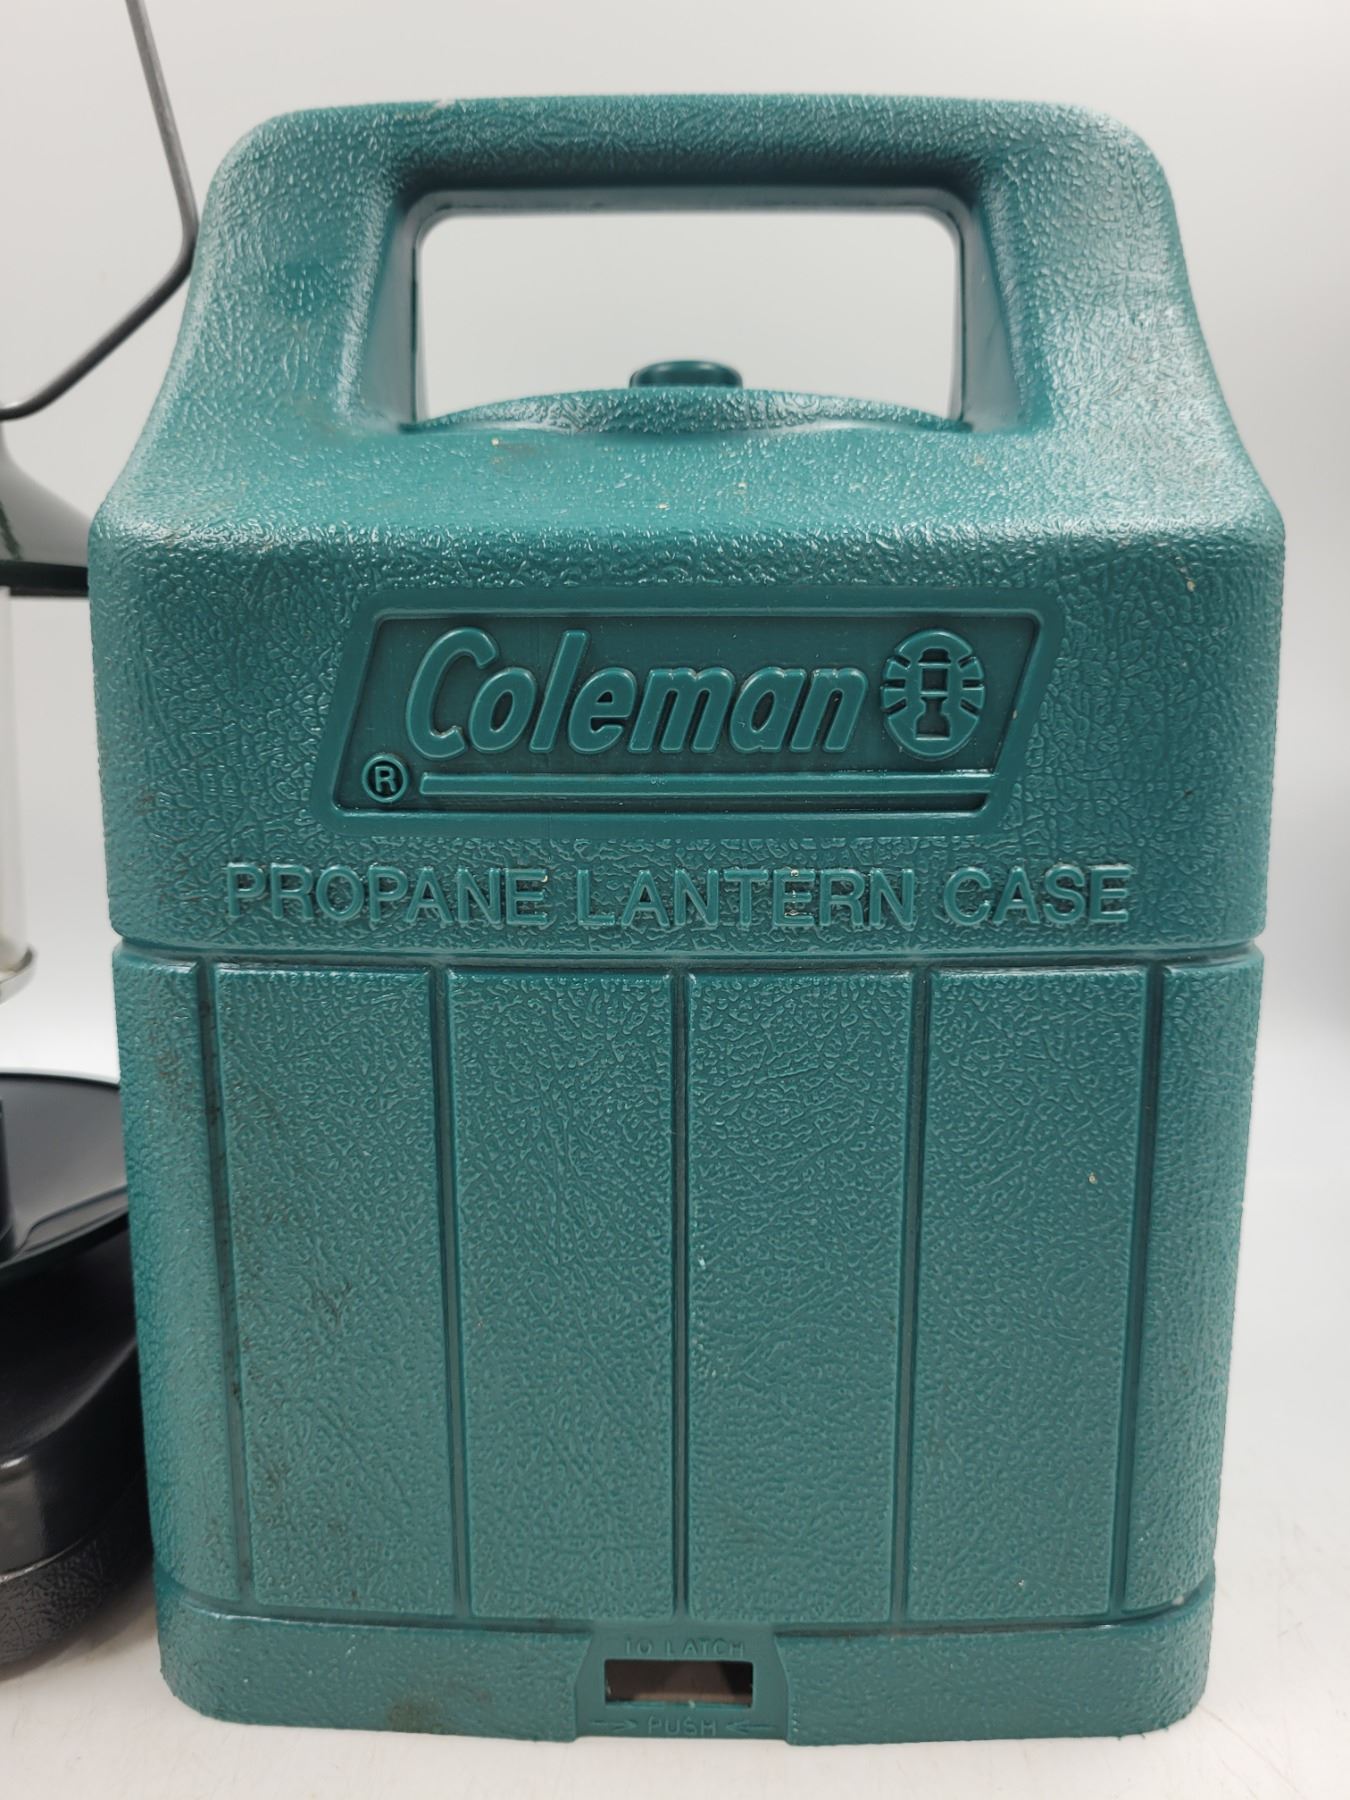 Coleman
®
PROPANE LANTERN CASE
TO LATCH
→ PUSH ←